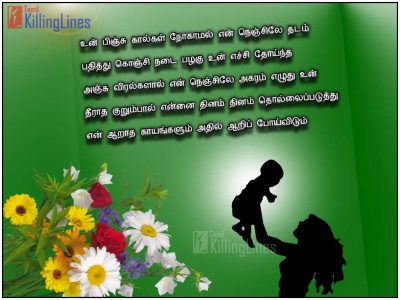 Tamil
KillingLines
உன் பிஞ்சு கால்கள் நோகாமல் என் நெஞ்சிலே தடம்
பதித்து கொஞ்சி நடை பழகு உன் எச்சி தோய்ந்த
அஞ்சு விரல்களால் என் நெஞ்சிலே அகரம் எழுது உன்
தீராத குறும்பால் என்னை தினம் தினம் தொல்லைப்படுத்து
என் ஆறாத காயங்களும் அதில் ஆறிப் போய்விடும்
Tamil
KillingLines